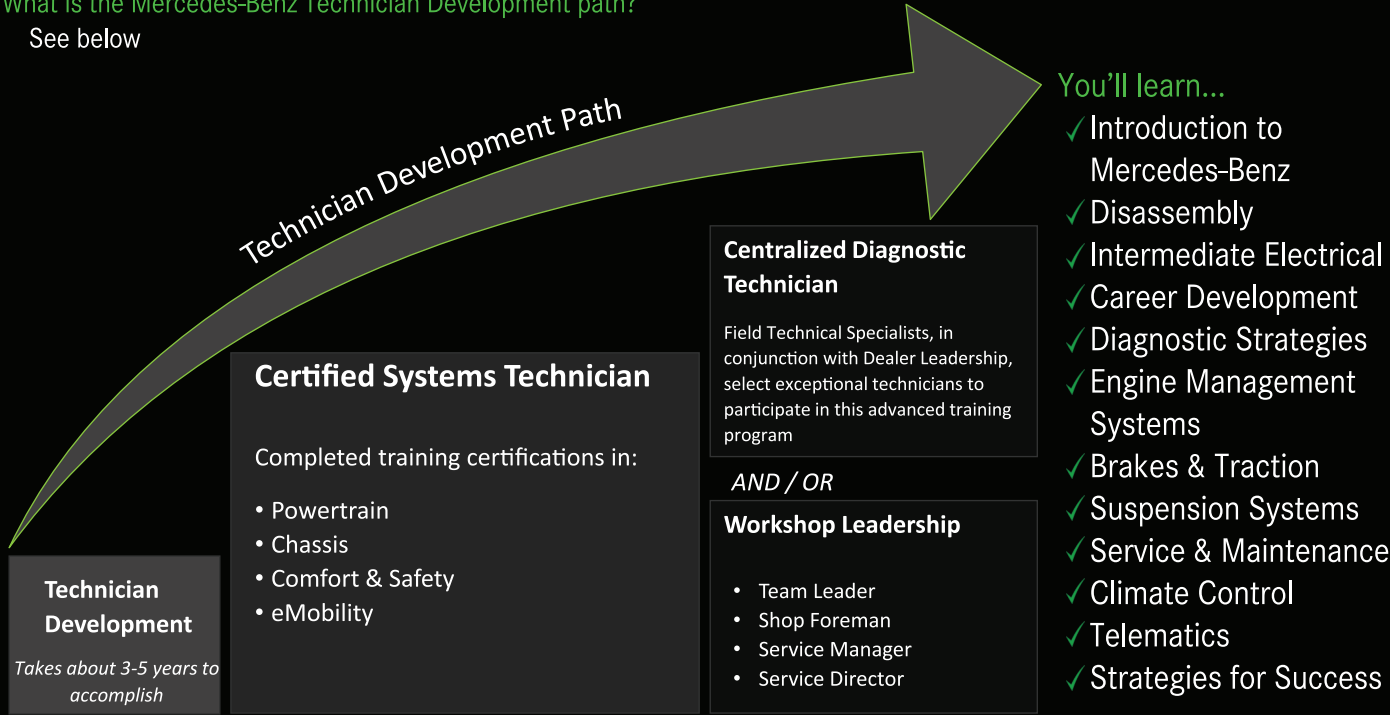 What is the Mercedes-Benz Technician Development path?
See below
Technician Development Path
Technician
Development
Takes about 3-5 years to
accomplish
Certified Systems Technician
Completed training certifications in:
• Powertrain
• Chassis
• Comfort & Safety
• eMobility
Centralized Diagnostic
Technician
Field Technical Specialists, in
conjunction with Dealer Leadership,
select exceptional technicians to
participate in this advanced training
program
AND / OR
Workshop Leadership
• Team Leader
• Shop Foreman
• Service Manager
• Service Director
You'll learn...
✓ Introduction to
Mercedes-Benz
✓ Disassembly
✓ Intermediate Electrical
✓ Career Development
✓ Diagnostic Strategies
✓ Engine Management
Systems
✓ Brakes & Traction
✓ Suspension Systems
✓ Service & Maintenance
✓ Climate Control
✓ Telematics
✓ Strategies for Success